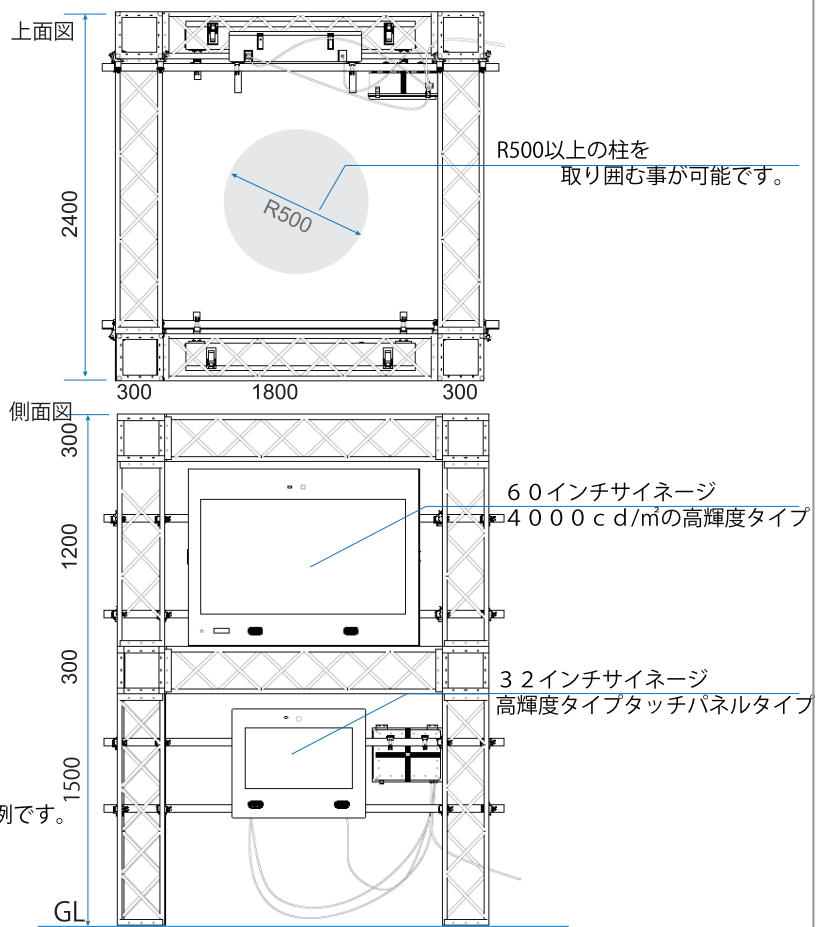 上面図
R500以上の柱を
取り囲む事が可能です。
R500
2400
300
1800
300
側面図
300
６０インチサイネージ
４０００ｃｄ/㎡の高輝度タイプ
1200
300
３２インチサイネージ
高輝度タイプタッチパネルタイプ
1500
例です。
GL